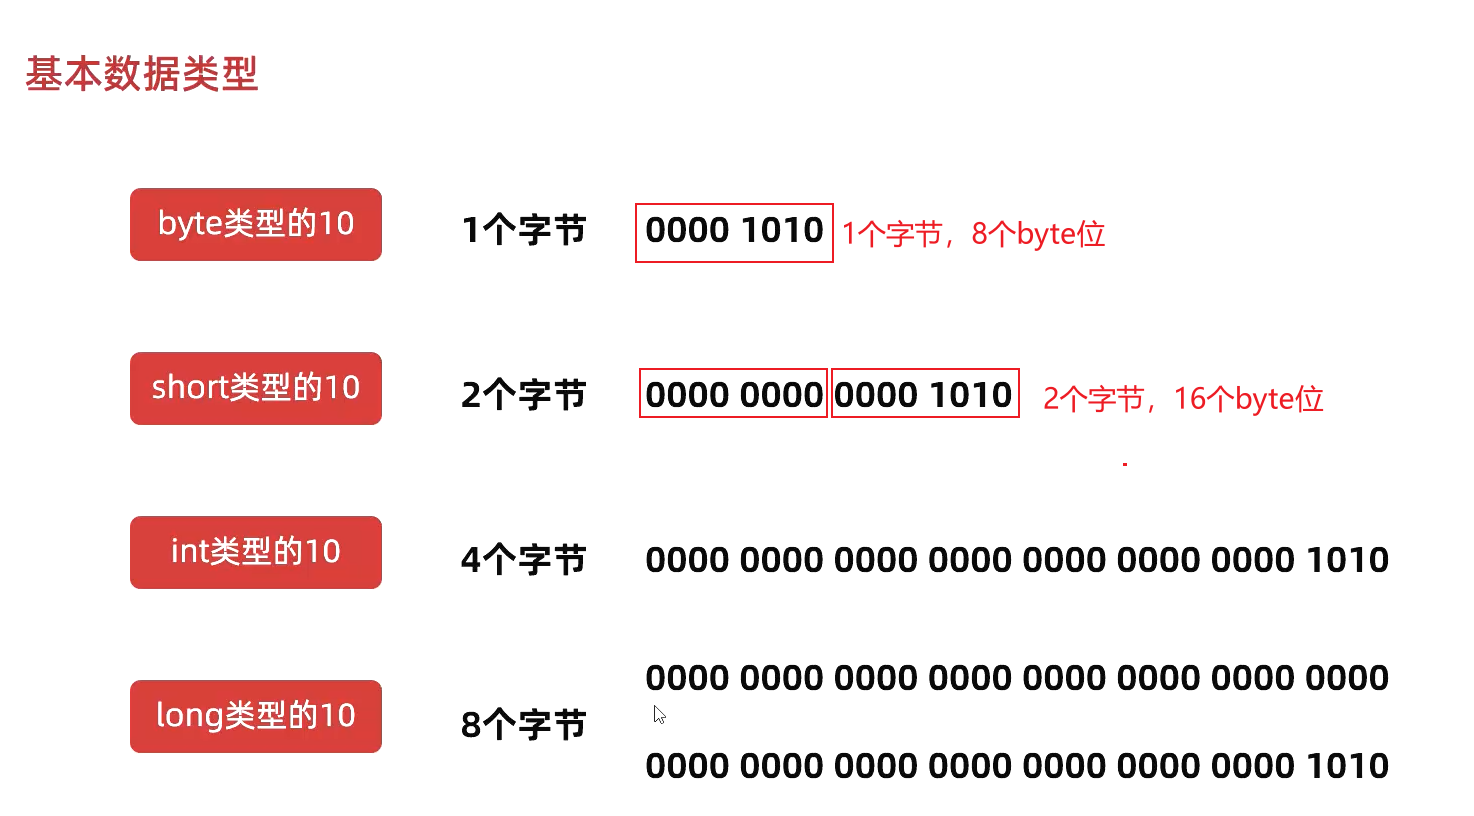 基本数据类型
byte类型的10 1个字节 0000 1010 1个字节，8个byte位
short类型的10 2个字节 0000 0000 0000 1010 2个字节，16个byte位
int类型的10 4个字节 0000 0000 0000 0000 0000 0000 0000 1010
long类型的10 8个字节 0000 0000 0000 0000 0000 0000 0000 0000
0000 0000 0000 0000 0000 0000 0000 1010